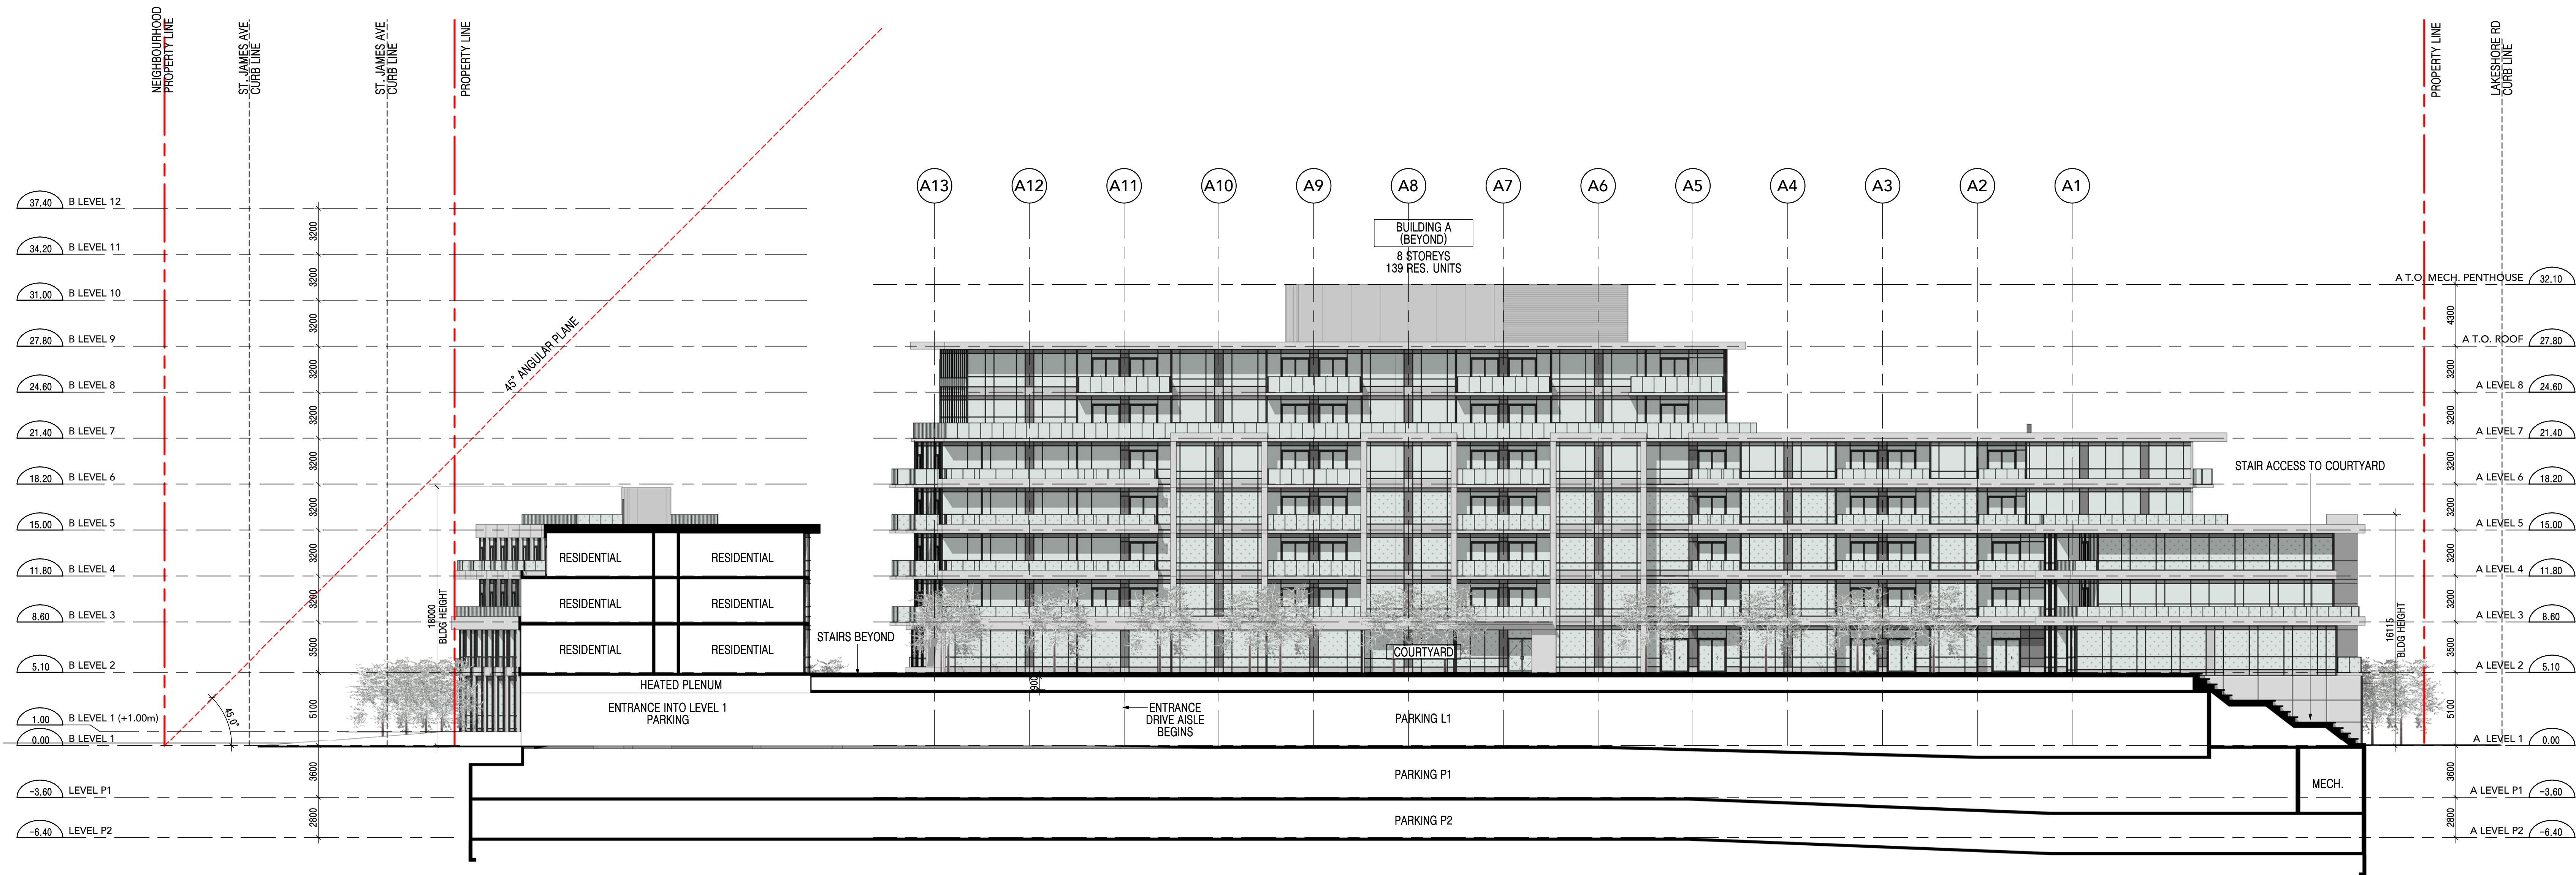 NEIGHBOURHOOD
PROPERTY LINE
ST. JAMES AVE
CURB LINE
ST. JAMES AVE
CURB LINE
PROPERTY LINE
PROPERTY LINE
LAKESHORE RD
CURB LINE
A13
A12
A11
A10
A9
A8
A7
A6
A5
A4
A3
A2
A1
BUILDING A
(BEYOND)
8 STOREYS
139 RES. UNITS
37.40 B LEVEL 12
34.20 B LEVEL 11
31.00 B LEVEL 10
27.80 B LEVEL 9
24.60 B LEVEL 8
21.40 B LEVEL 7
18.20 B LEVEL 6
15.00 B LEVEL 5
11.80 B LEVEL 4
8.60 B LEVEL 3
5.10 B LEVEL 2
1.00 B LEVEL 1 (+1.00m)
0.00 B LEVEL 1
-3.60 LEVEL P1
-6.40 LEVEL P2
3200
3200
3200
3200
3200
3200
3200
3200
3200
3500
5100
3600
2800
45° ANGULAR PLANE
45.0°
18000
BLDG HEIGHT
RESIDENTIAL
RESIDENTIAL
RESIDENTIAL
RESIDENTIAL
RESIDENTIAL
RESIDENTIAL
HEATED PLENUM
ENTRANCE INTO LEVEL 1
PARKING
STAIRS BEYOND
900
ENTRANCE
DRIVE AISLE
BEGINS
COURTYARD
PARKING L1
PARKING P1
PARKING P2
MECH.
STAIR ACCESS TO COURTYARD
16115
BLDG HEIGHT
A T.O. MECH. PENTHOUSE 32.10
A T.O. ROOF 27.80
A LEVEL 8 24.60
A LEVEL 7 21.40
A LEVEL 6 18.20
A LEVEL 5 15.00
A LEVEL 4 11.80
A LEVEL 3 8.60
A LEVEL 2 5.10
A LEVEL 1 0.00
A LEVEL P1 -3.60
A LEVEL P2 -6.40
4300
3200
3200
3200
3200
3200
3200
3500
5100
3600
2800